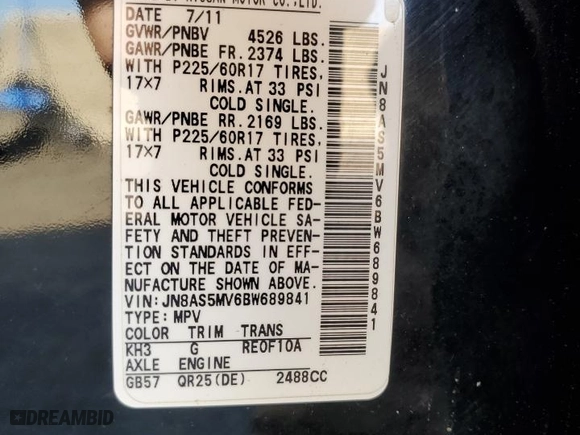 NISSAN MOTOR CO.,LTD.
DATE 7/11
GVWR/PNBV 4526 LBS.
GAWR/PNBE FR. 2374 LBS.
WITH P225/60R17 TIRES,
17×7 RIMS.AT 33 PSI
COLD SINGLE.
GAWR/PNBE RR. 2169 LBS.
WITH P225/60R17 TIRES,
17×7 RIMS.AT 33 PSI
COLD SINGLE.
THIS VEHICLE CONFORMS
TO ALL APPLICABLE FED-
ERAL MOTOR VEHICLE SA-
FETY AND THEFT PREVEN-
TION STANDARDS IN EFF-
ECT ON THE DATE OF MA-
NUFACTURE SHOWN ABOVE.
VIN:JN8AS5MV6BW689841
TYPE:MPV
COLOR TRIM TRANS
KH3 G RE0F10A
AXLE ENGINE
GB57 QR25(DE) 2488CC
JN8AS5MV6BW689841
DREAMBID